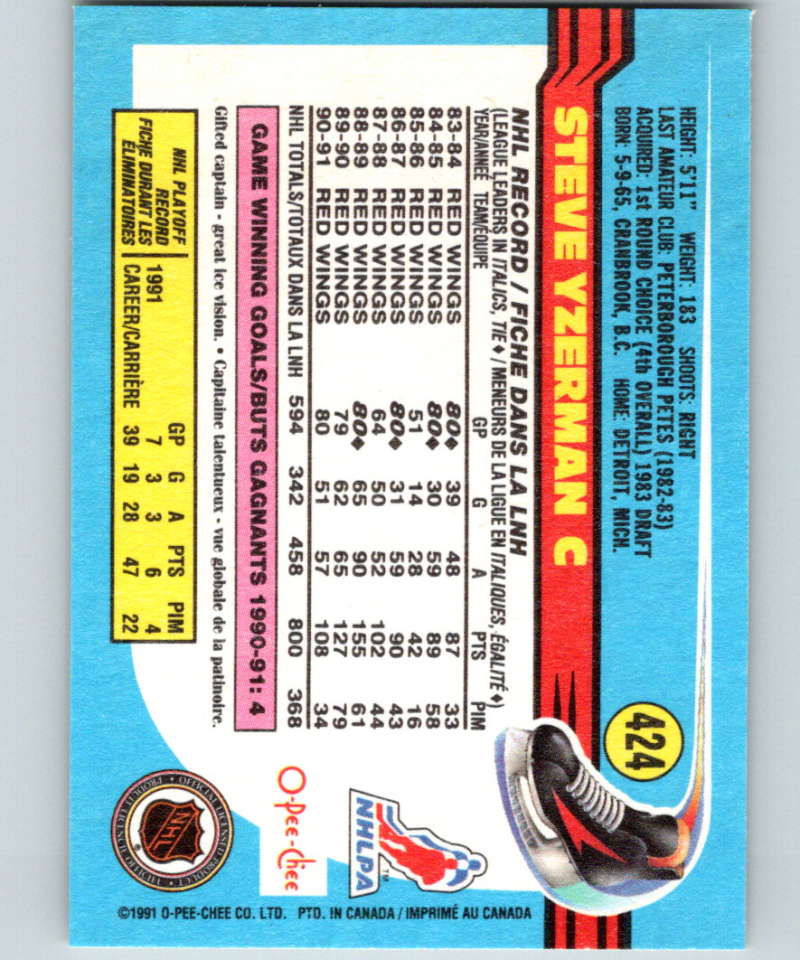 424
HEIGHT: 5'11" WEIGHT: 183 SHOOTS: RIGHT
LAST AMATEUR CLUB: PETERBOROUGH PETES (1982-83)
ACQUIRED: 1st ROUND CHOICE (4th OVERALL) 1983 DRAFT
BORN: 5-9-65, CRANBROOK, B.C. HOME: DETROIT, MICH.
STEVE YZERMAN C
NHL RECORD / FICHE DANS LA LNH
(LEAGUE LEADERS IN ITALICS, TIE ♦ / MENEURS DE LA LIGUE EN ITALIQUES, ÉGALITÉ ♦)
YEAR/ANNÉE TEAM/ÉQUIPE GP G A PTS PIM
83-84 RED WINGS 80♦ 39 48 87 33
84-85 RED WINGS 80♦ 30 59 89 58
85-86 RED WINGS 51 14 28 42 16
86-87 RED WINGS 80♦ 31 59 90 43
87-88 RED WINGS 64 50 52 102 44
88-89 RED WINGS 80♦ 65 90 155 61
89-90 RED WINGS 79 62 65 127 79
90-91 RED WINGS 80 51 57 108 34
NHL TOTALS/TOTAUX DANS LA LNH 594 342 458 800 368
GAME WINNING GOALS/BUTS GAGNANTS 1990-91: 4
Gifted captain - great ice vision. • Capitaine talentueux - vue globale de la patinoire.
NHL PLAYOFF
RECORD
FICHE DURANT LES
ÉLIMINATOIRES
GP G A PTS PIM
1991 7 3 3 6 4
CAREER/CARRIÈRE 39 19 28 47 22
NHLPA
TM
O-Pee-Chee
OFFICIAL LICENSED PRODUCT • PRODUIT LICENCIÉ OFFICIEL •
NHL
©1991 O-PEE-CHEE CO. LTD. PTD. IN CANADA / IMPRIMÉ AU CANADA